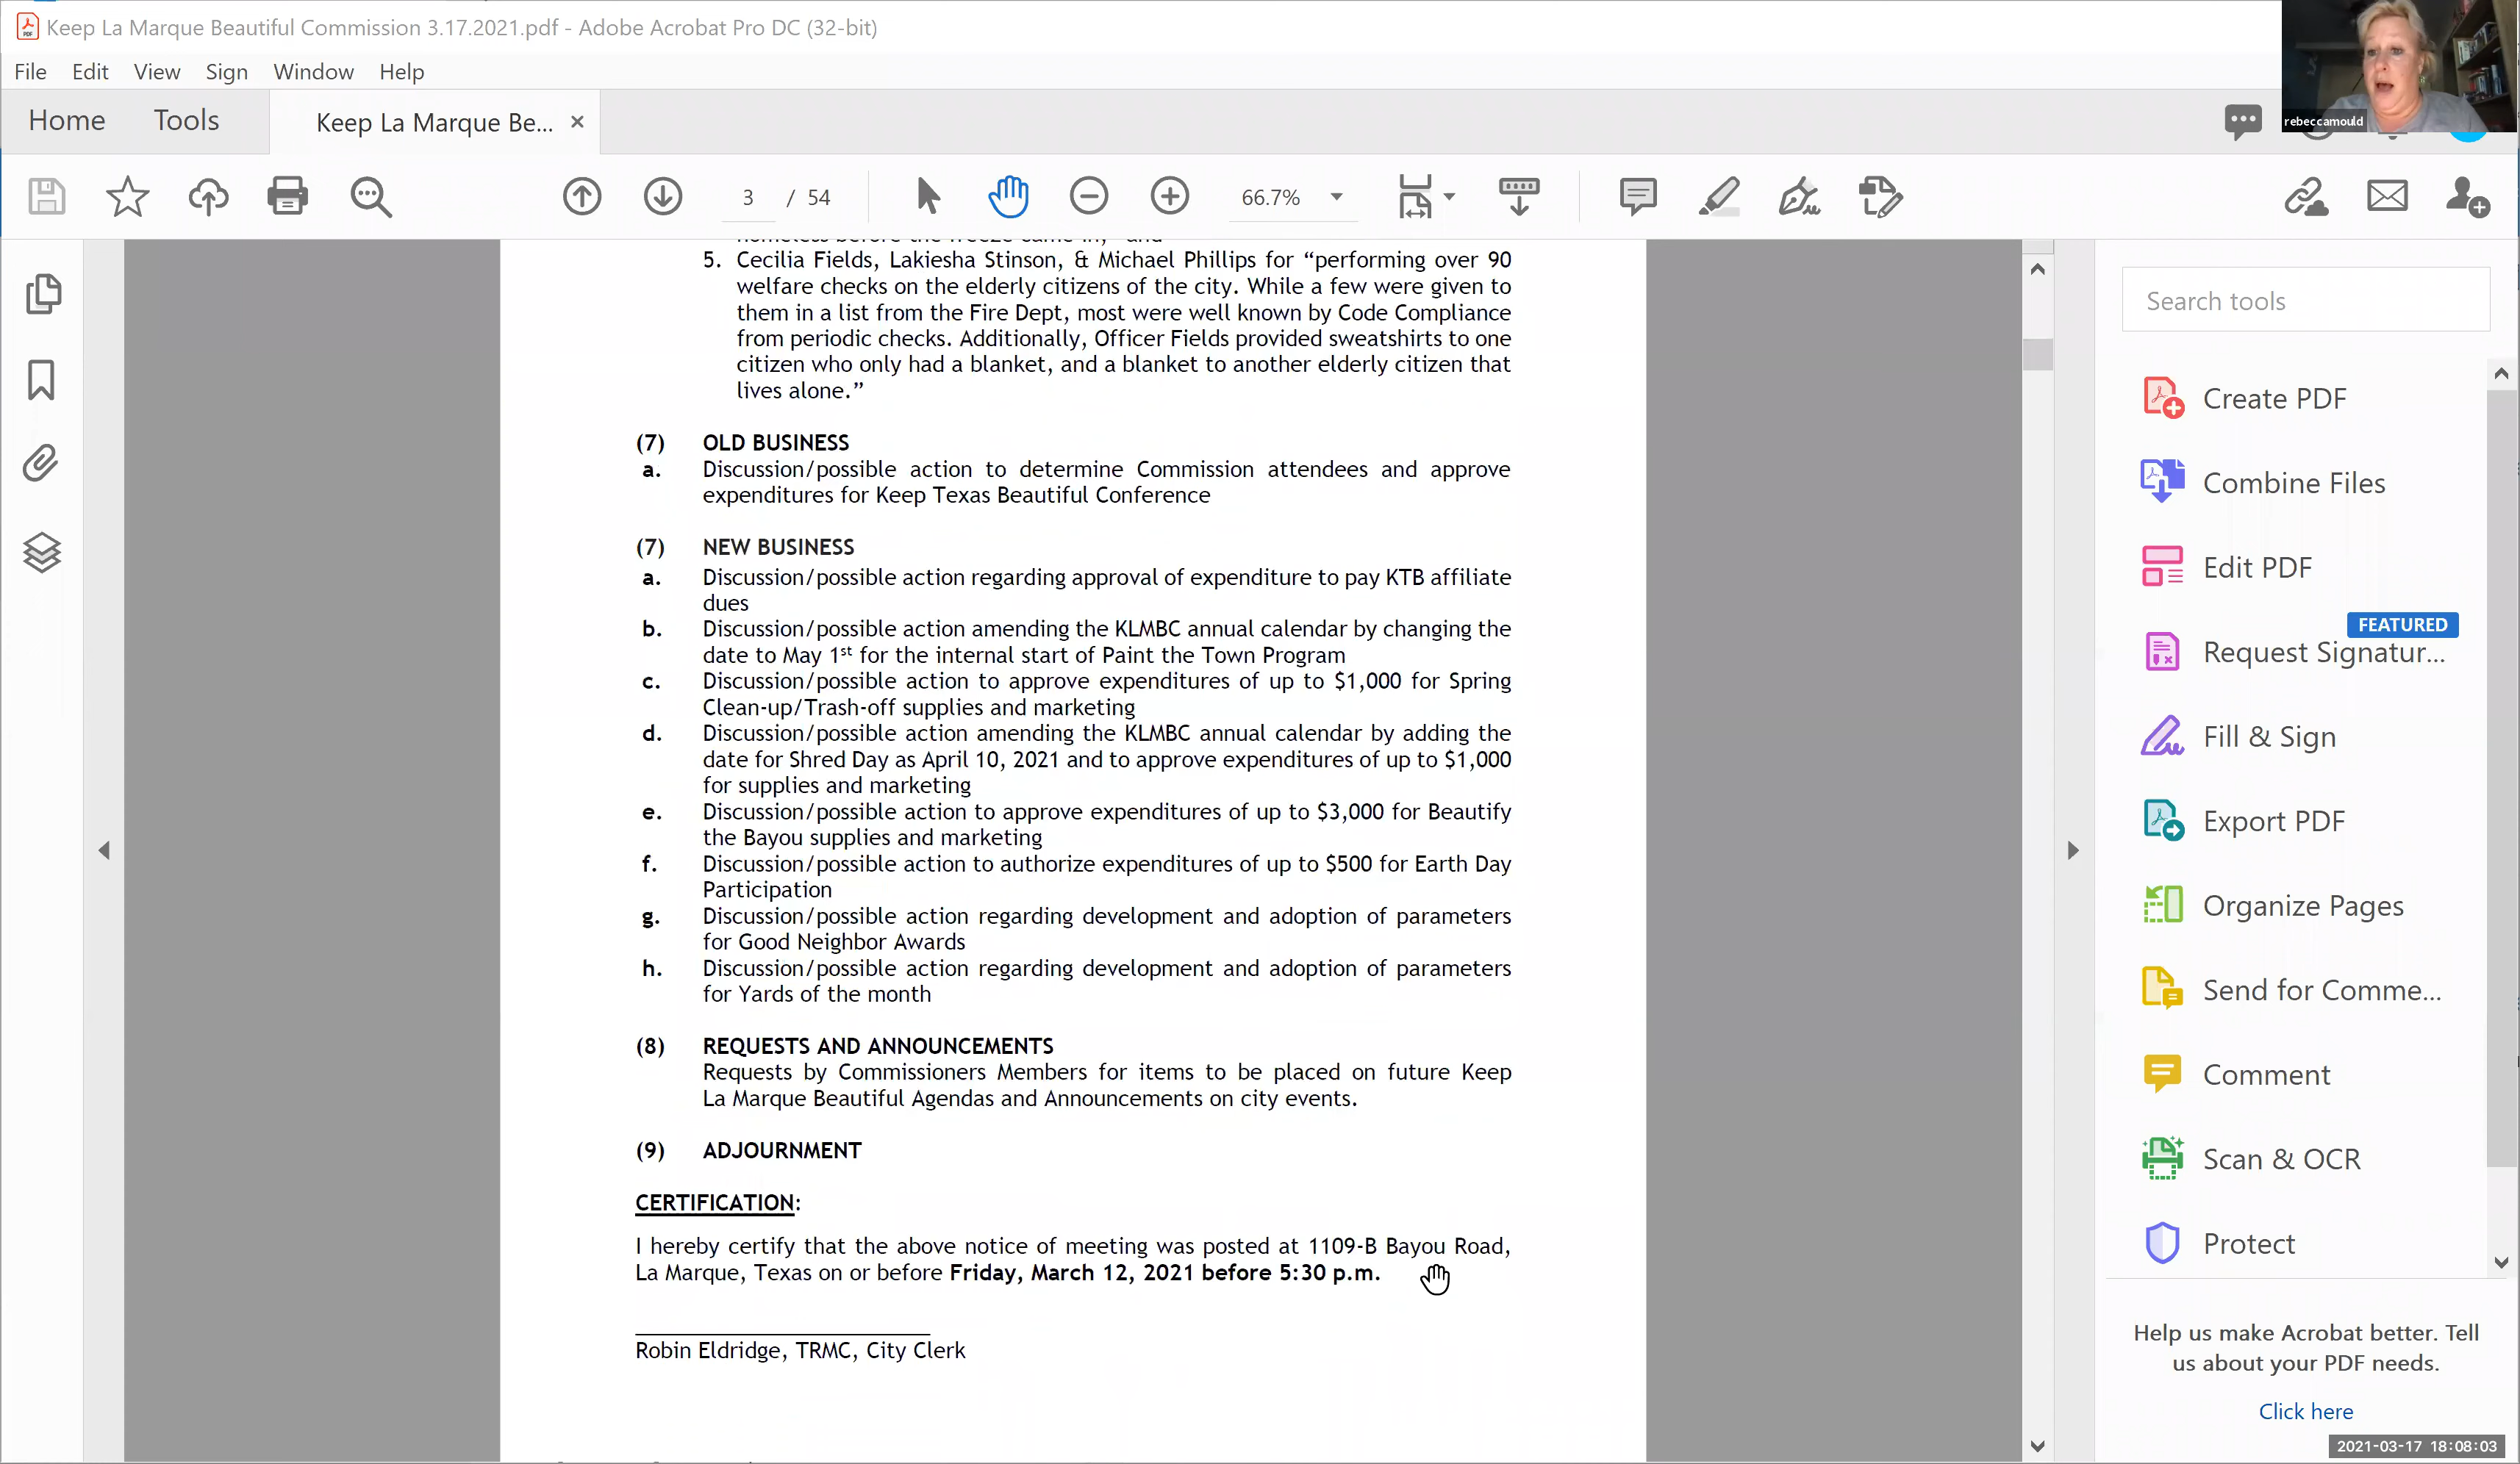 Keep La Marque Beautiful Commission 3.17.2021.pdf - Adobe Acrobat Pro DC (32-bit)
File Edit View Sign Window Help
rebeccamould
Home Tools Keep La Marque Be... ×
3 / 54 66.7%
homeless before the freeze came in," and
5. Cecilia Fields, Lakiesha Stinson, & Michael Phillips for “performing over 90
welfare checks on the elderly citizens of the city. While a few were given to
them in a list from the Fire Dept, most were well known by Code Compliance
from periodic checks. Additionally, Officer Fields provided sweatshirts to one
citizen who only had a blanket, and a blanket to another elderly citizen that
lives alone.”
(7) OLD BUSINESS
a. Discussion/possible action to determine Commission attendees and approve
expenditures for Keep Texas Beautiful Conference
(7) NEW BUSINESS
a. Discussion/possible action regarding approval of expenditure to pay KTB affiliate
dues
b. Discussion/possible action amending the KLMBC annual calendar by changing the
date to May 1st for the internal start of Paint the Town Program
c. Discussion/possible action to approve expenditures of up to $1,000 for Spring
Clean-up/Trash-off supplies and marketing
d. Discussion/possible action amending the KLMBC annual calendar by adding the
date for Shred Day as April 10, 2021 and to approve expenditures of up to $1,000
for supplies and marketing
e. Discussion/possible action to approve expenditures of up to $3,000 for Beautify
the Bayou supplies and marketing
f. Discussion/possible action to authorize expenditures of up to $500 for Earth Day
Participation
g. Discussion/possible action regarding development and adoption of parameters
for Good Neighbor Awards
h. Discussion/possible action regarding development and adoption of parameters
for Yards of the month
(8) REQUESTS AND ANNOUNCEMENTS
Requests by Commissioners Members for items to be placed on future Keep
La Marque Beautiful Agendas and Announcements on city events.
(9) ADJOURNMENT
CERTIFICATION:
I hereby certify that the above notice of meeting was posted at 1109-B Bayou Road,
La Marque, Texas on or before Friday, March 12, 2021 before 5:30 p.m.
Robin Eldridge, TRMC, City Clerk
Search tools
Create PDF
Combine Files
Edit PDF
FEATURED
Request Signatur...
Fill & Sign
Export PDF
Organize Pages
Send for Comme...
Comment
Scan & OCR
Protect
Help us make Acrobat better. Tell
us about your PDF needs.
Click here
2021-03-17 18:08:03